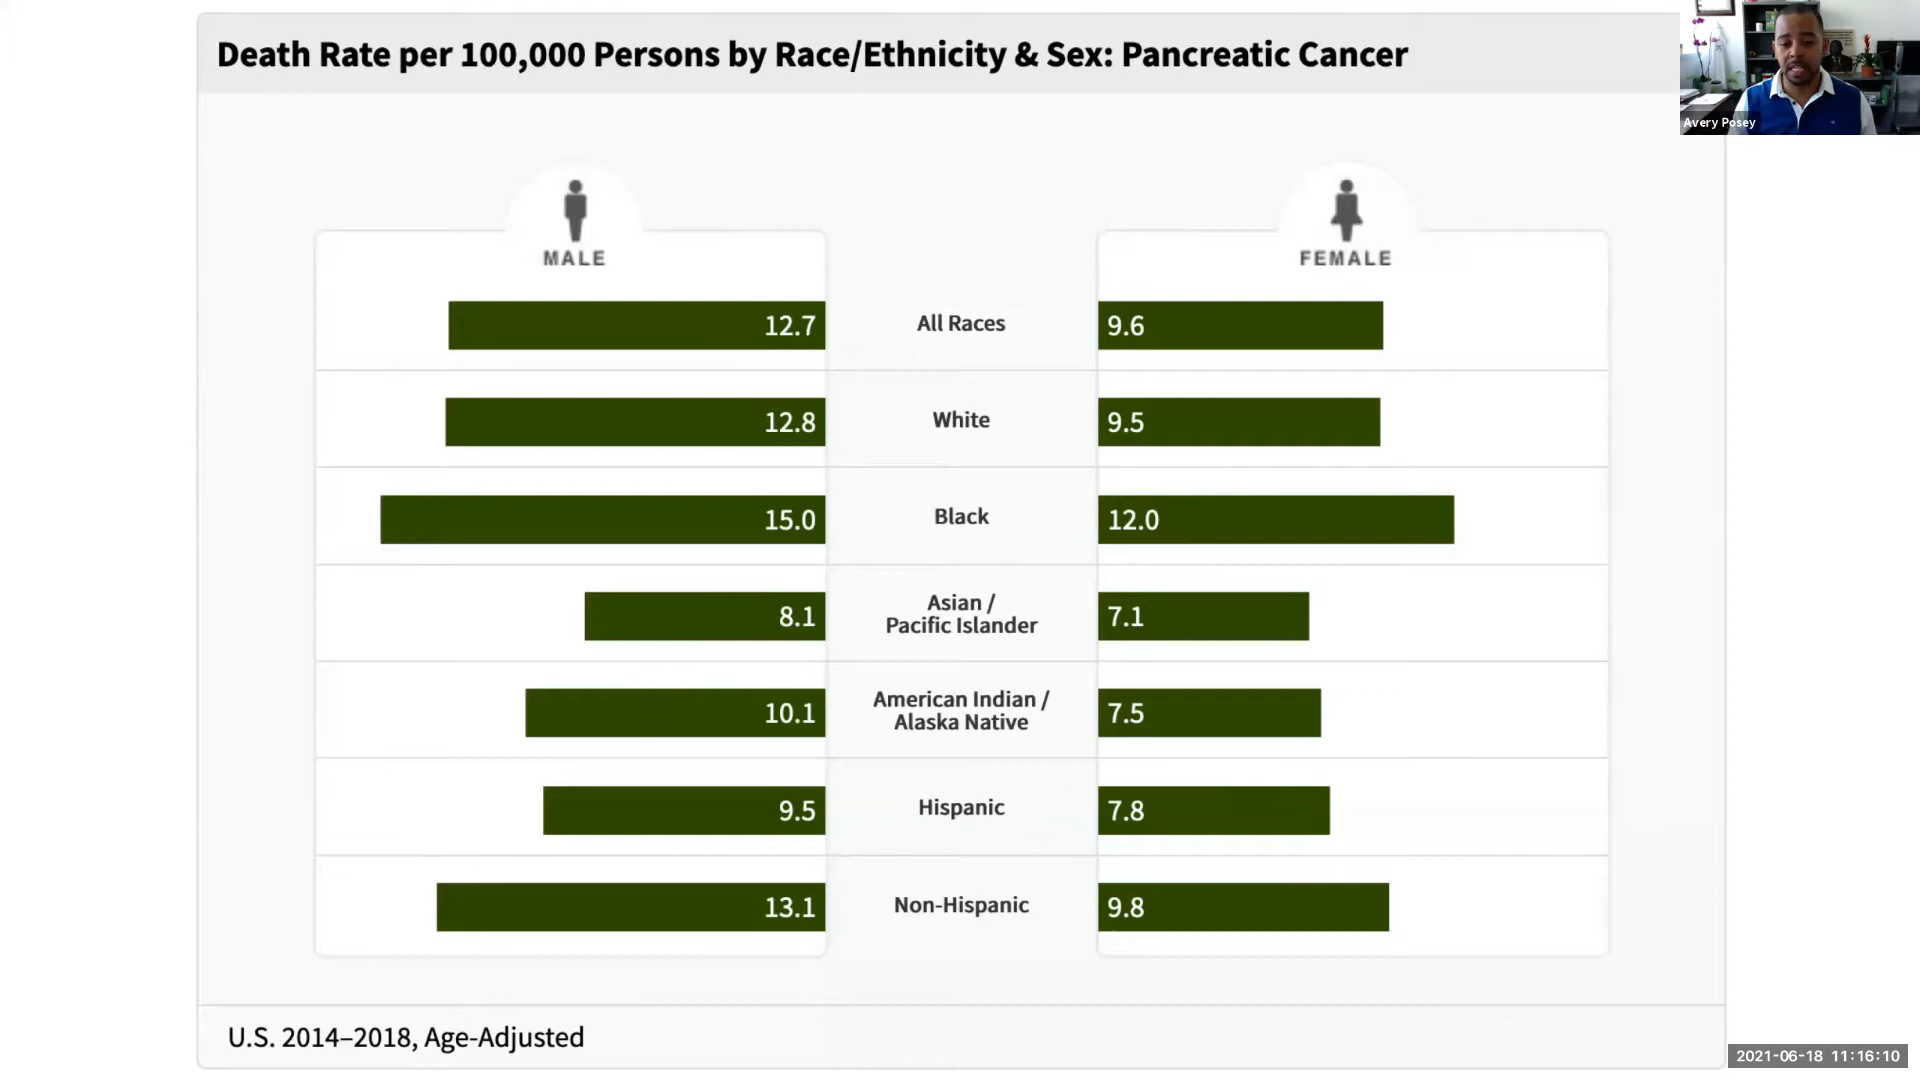 Death Rate per 100,000 Persons by Race/Ethnicity & Sex: Pancreatic Cancer
Avery Posey
MALE
FEMALE
12.7 All Races 9.6
12.8 White 9.5
15.0 Black 12.0
8.1 Asian / 7.1
Pacific Islander
10.1 American Indian / 7.5
Alaska Native
9.5 Hispanic 7.8
13.1 Non-Hispanic 9.8
U.S. 2014–2018, Age-Adjusted
2021-06-18 11:16:10